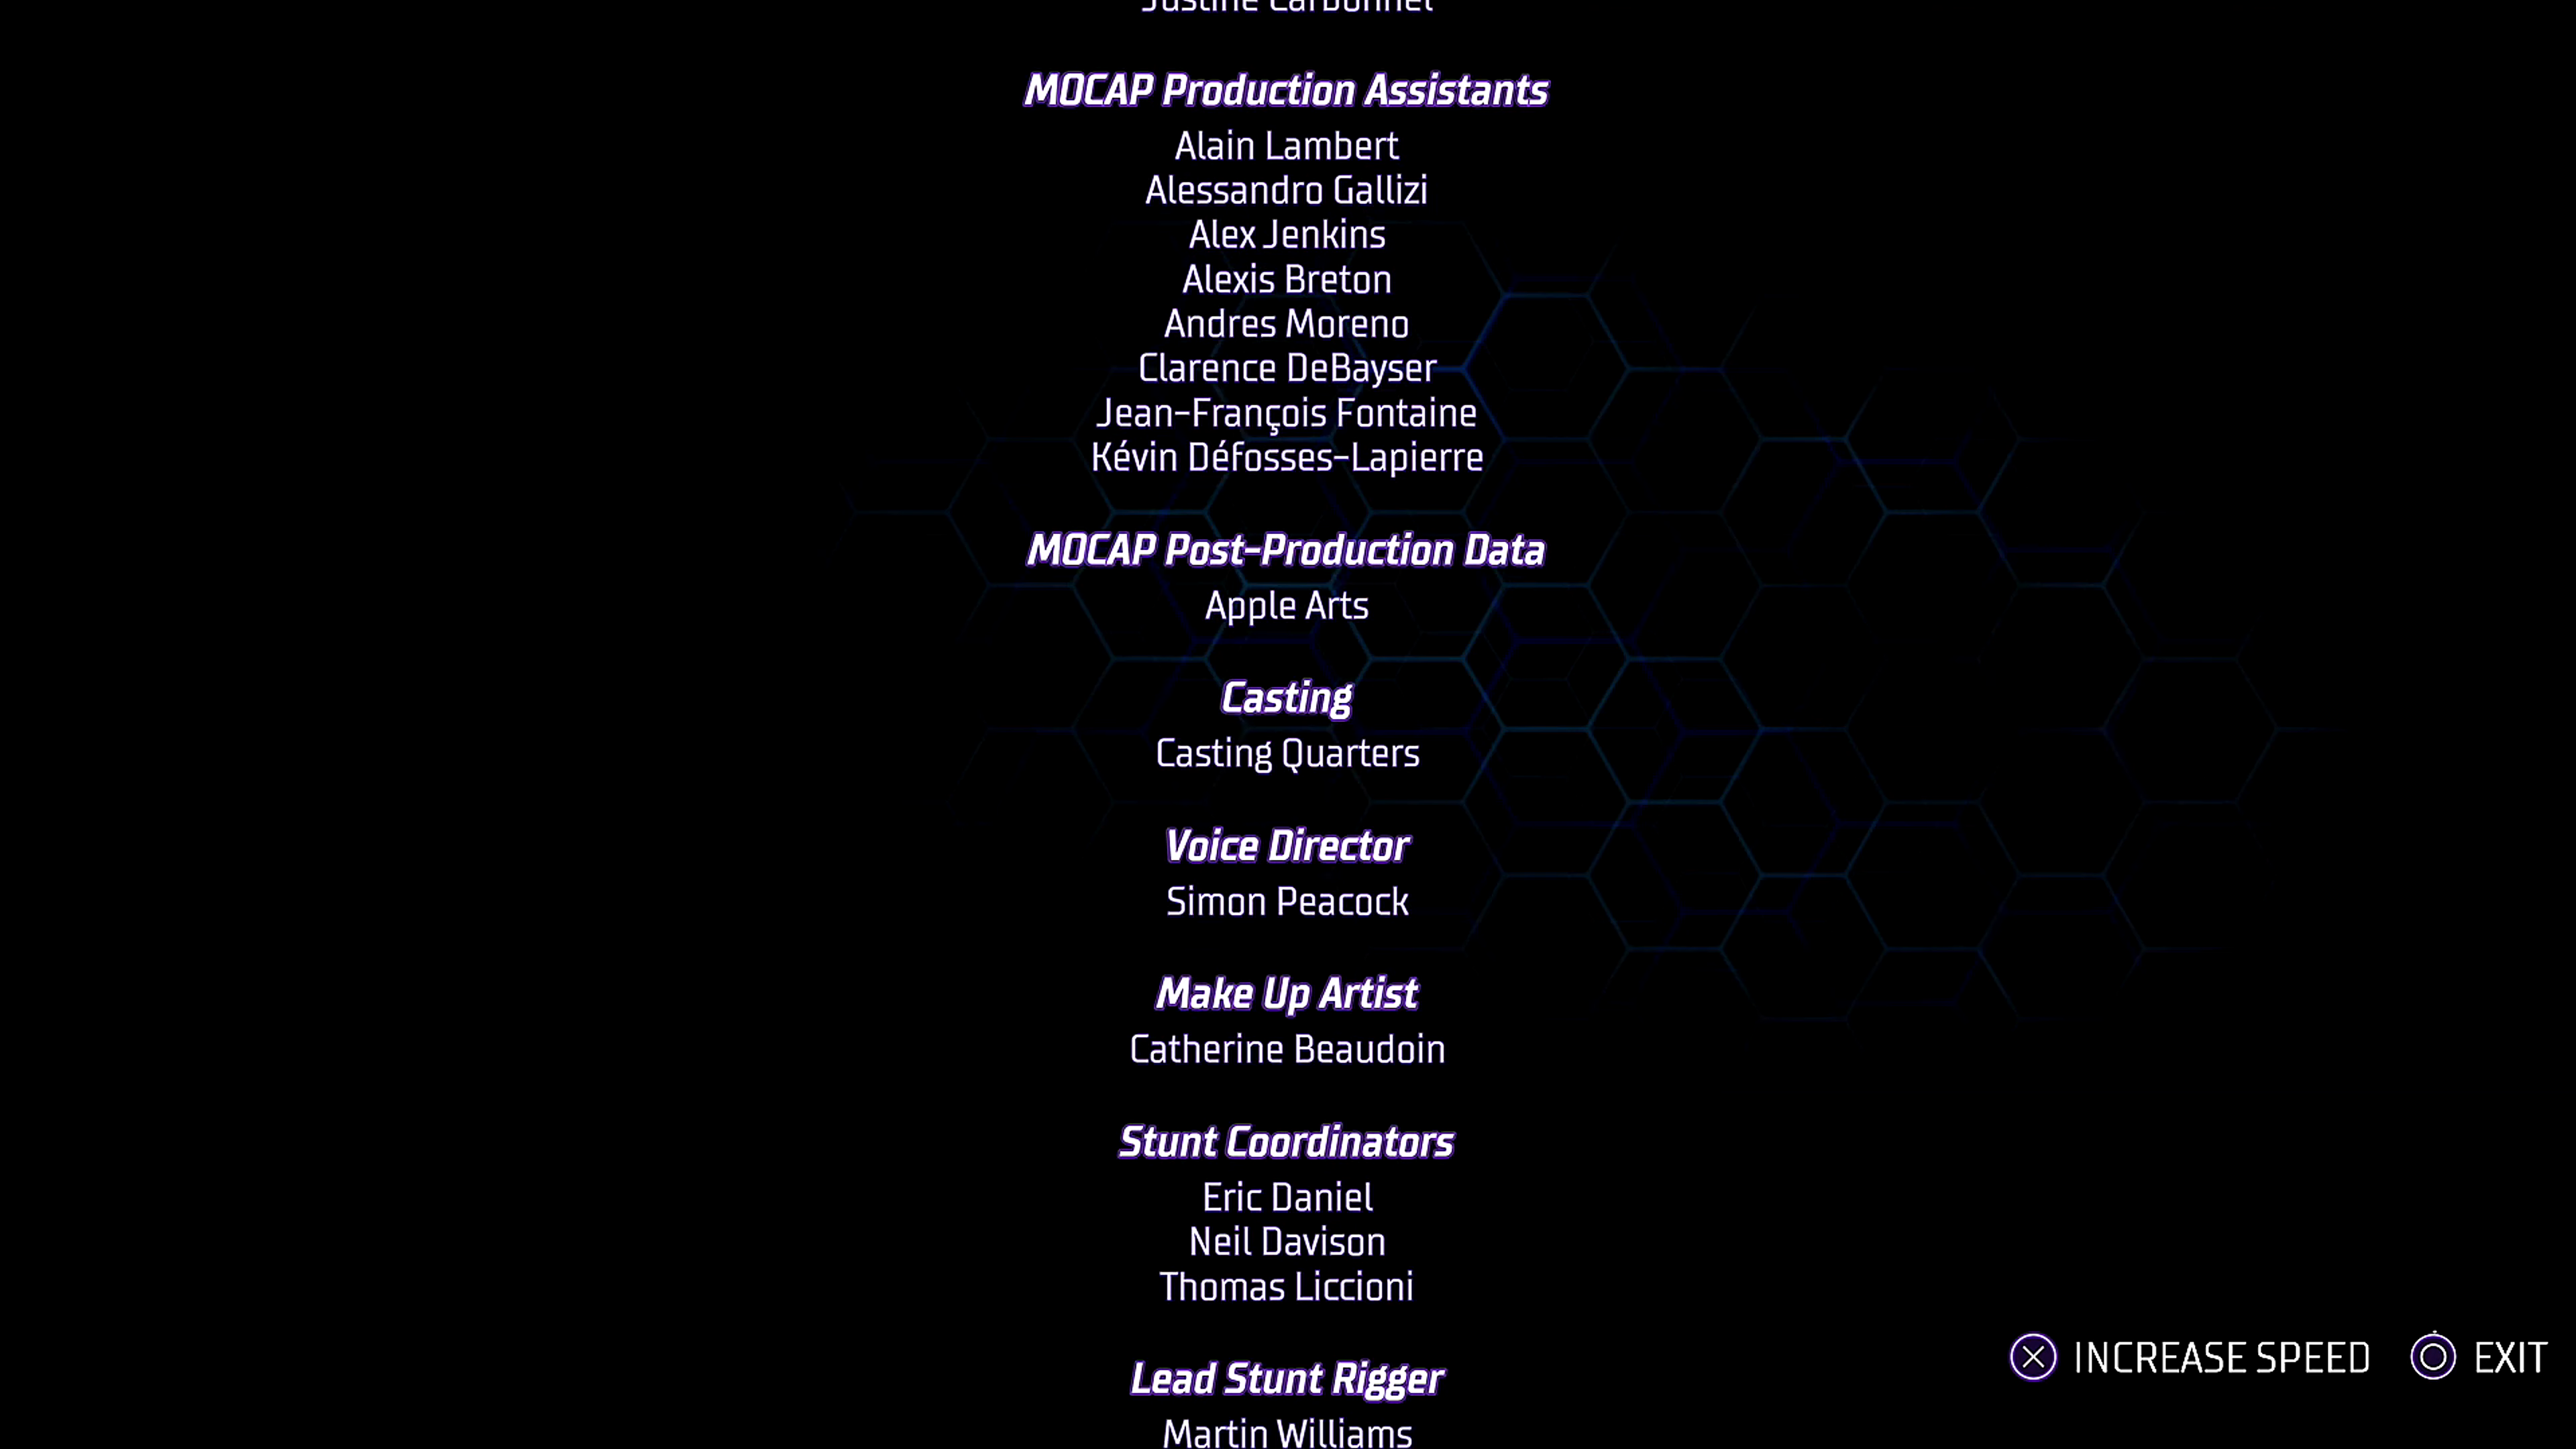 Justine Carbonnel
MOCAP Production Assistants
Alain Lambert
Alessandro Gallizi
Alex Jenkins
Alexis Breton
Andres Moreno
Clarence DeBayser
Jean-François Fontaine
Kévin Défosses-Lapierre
MOCAP Post-Production Data
Apple Arts
Casting
Casting Quarters
Voice Director
Simon Peacock
Make Up Artist
Catherine Beaudoin
Stunt Coordinators
Eric Daniel
Neil Davison
Thomas Liccioni
Lead Stunt Rigger
Martin Williams
INCREASE SPEED EXIT